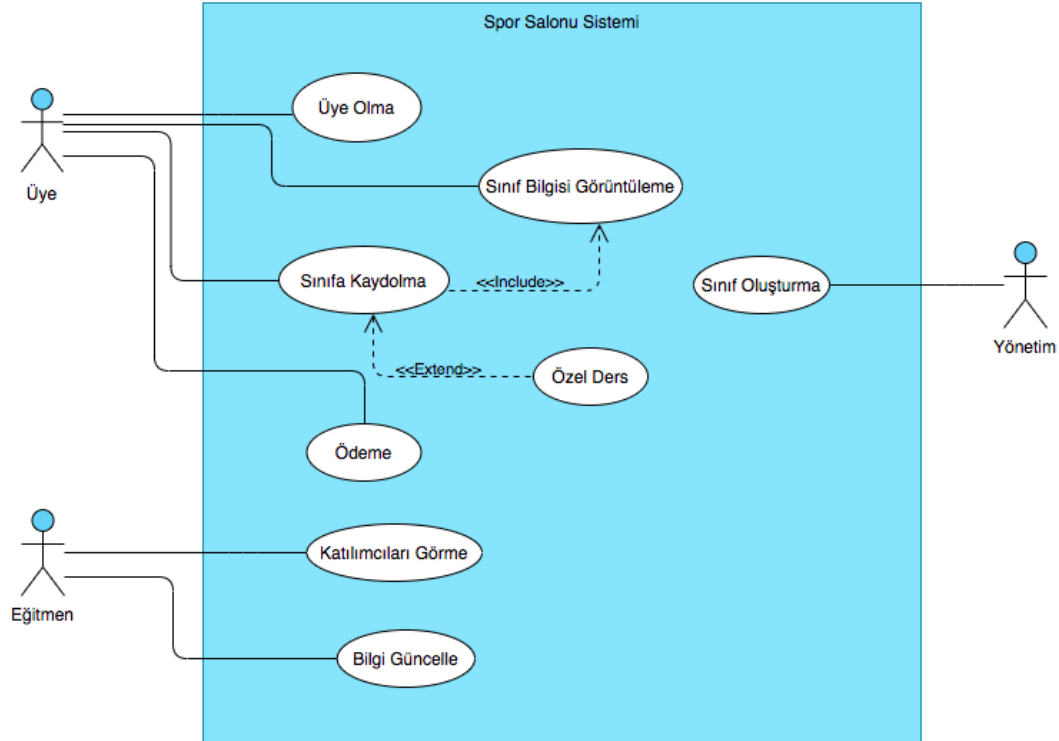 Spor Salonu Sistemi
Üye Olma
Üye
Sınıf Bilgisi Görüntüleme
Sınıfa Kaydolma
<<Include>>
Sınıf Oluşturma
Yönetim
<<Extend>>
Özel Ders
Ödeme
Katılımcıları Görme
Eğitmen
Bilgi Güncelle